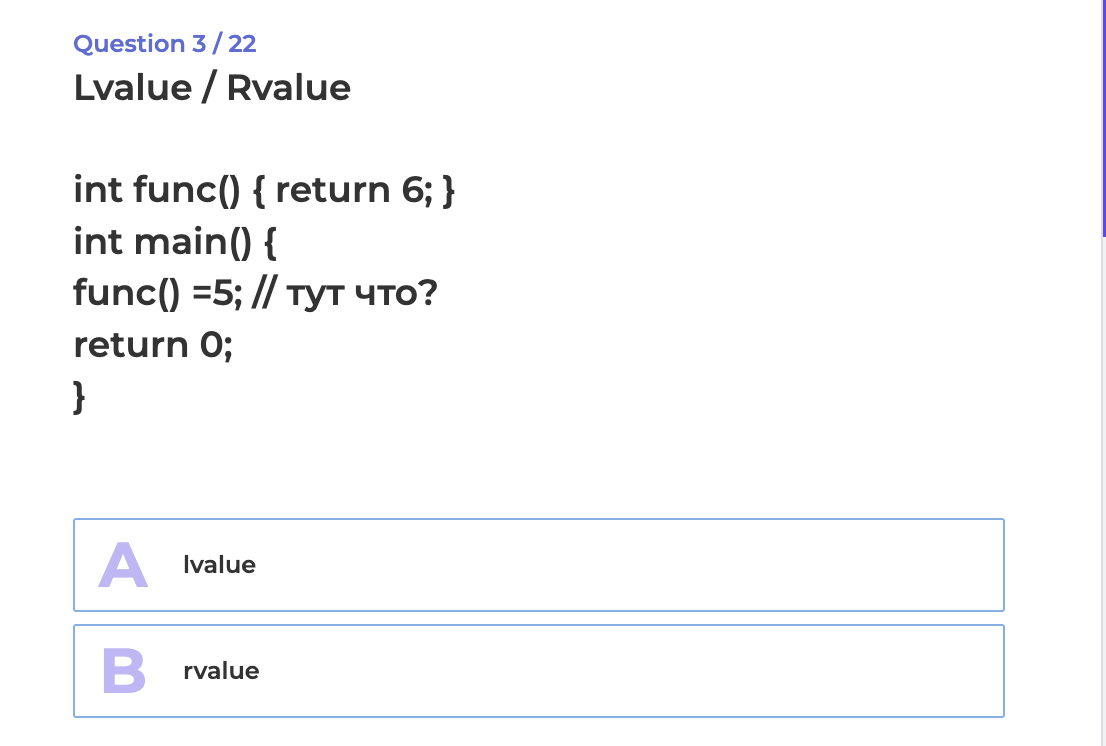 Question 3 / 22
Lvalue / Rvalue
int func() { return 6; }
int main() {
func() =5; // тут что?
return 0;
}
A lvalue
B rvalue